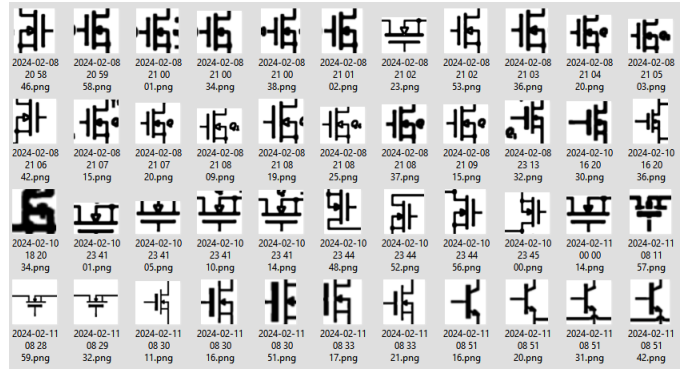 2024-02-08 2024-02-08 2024-02-08 2024-02-08 2024-02-08 2024-02-08 2024-02-08 2024-02-08 2024-02-08 2024-02-08 2024-02-08
20 58 20 59 21 00 21 00 21 00 21 01 21 02 21 02 21 03 21 04 21 05
46.png 58.png 01.png 34.png 38.png 02.png 23.png 53.png 36.png 20.png 03.png
2024-02-08 2024-02-08 2024-02-08 2024-02-08 2024-02-08 2024-02-08 2024-02-08 2024-02-08 2024-02-08 2024-02-10 2024-02-10
21 06 21 07 21 07 21 08 21 08 21 08 21 08 21 09 23 13 16 20 16 20
42.png 15.png 20.png 09.png 19.png 25.png 37.png 15.png 32.png 30.png 36.png
2024-02-10 2024-02-10 2024-02-10 2024-02-10 2024-02-10 2024-02-10 2024-02-10 2024-02-10 2024-02-10 2024-02-11 2024-02-11
18 20 23 41 23 41 23 41 23 41 23 44 23 44 23 44 23 45 00 00 08 11
34.png 01.png 05.png 10.png 14.png 48.png 52.png 56.png 00.png 14.png 57.png
2024-02-11 2024-02-11 2024-02-11 2024-02-11 2024-02-11 2024-02-11 2024-02-11 2024-02-11 2024-02-11 2024-02-11 2024-02-11
08 28 08 29 08 30 08 30 08 30 08 33 08 33 08 51 08 51 08 51 08 51
59.png 32.png 11.png 16.png 51.png 17.png 21.png 16.png 20.png 31.png 42.png